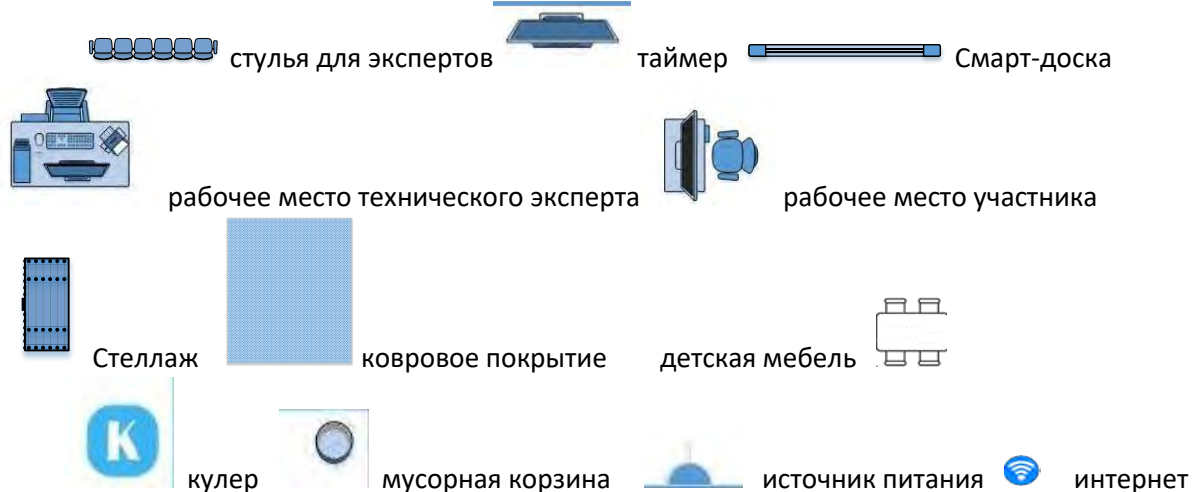 стулья для экспертов таймер Смарт-доска
рабочее место технического эксперта рабочее место участника
Стеллаж ковровое покрытие детская мебель
К кулер мусорная корзина источник питания интернет